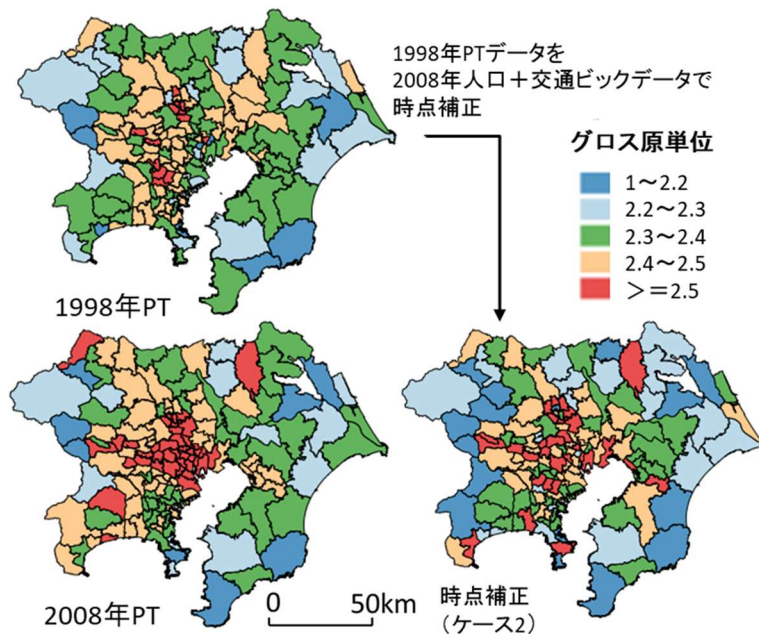 1998年PTデータを
2008年人口＋交通ビックデータで
時点補正
グロス原単位
1～2.2
2.2～2.3
2.3～2.4
2.4～2.5
＞＝2.5
1998年PT
2008年PT
0 50km
時点補正
（ケース2）